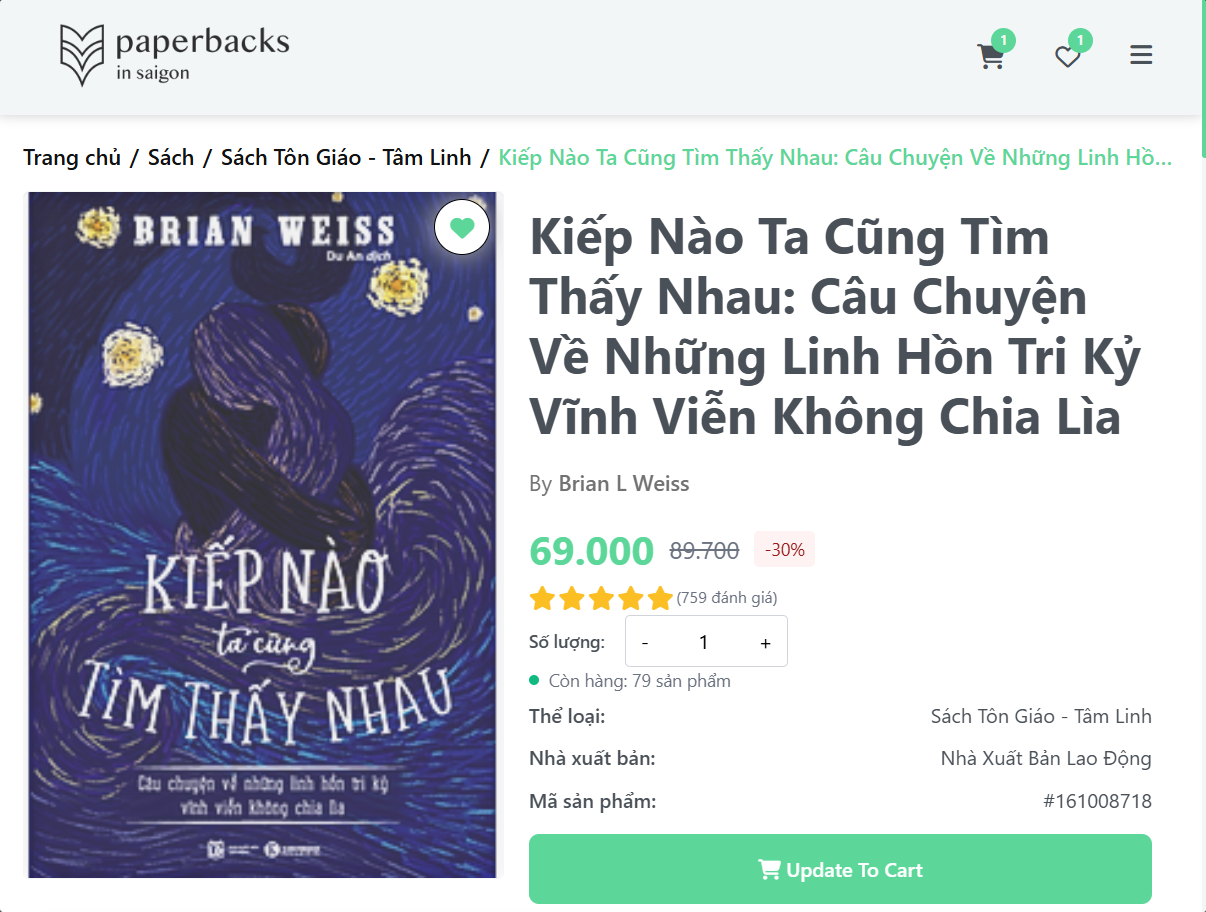 paperbacks
in saigon
1
1
Trang chủ / Sách / Sách Tôn Giáo - Tâm Linh / Kiếp Nào Ta Cũng Tìm Thấy Nhau: Câu Chuyện Về Những Linh Hồ...
BRIAN WEISS
Du An dịch
KIẾP NÀO
ta cũng
TÌM THẤY NHAU
Câu chuyện về những linh hồn tri kỷ
vĩnh viễn không chia lìa
Kiếp Nào Ta Cũng Tìm
Thấy Nhau: Câu Chuyện
Về Những Linh Hồn Tri Kỷ
Vĩnh Viễn Không Chia Lìa
By Brian L Weiss
69.000 89.700 -30%
(759 đánh giá)
Số lượng: - 1 +
Còn hàng: 79 sản phẩm
Thể loại: Sách Tôn Giáo - Tâm Linh
Nhà xuất bản: Nhà Xuất Bản Lao Động
Mã sản phẩm: #161008718
Update To Cart